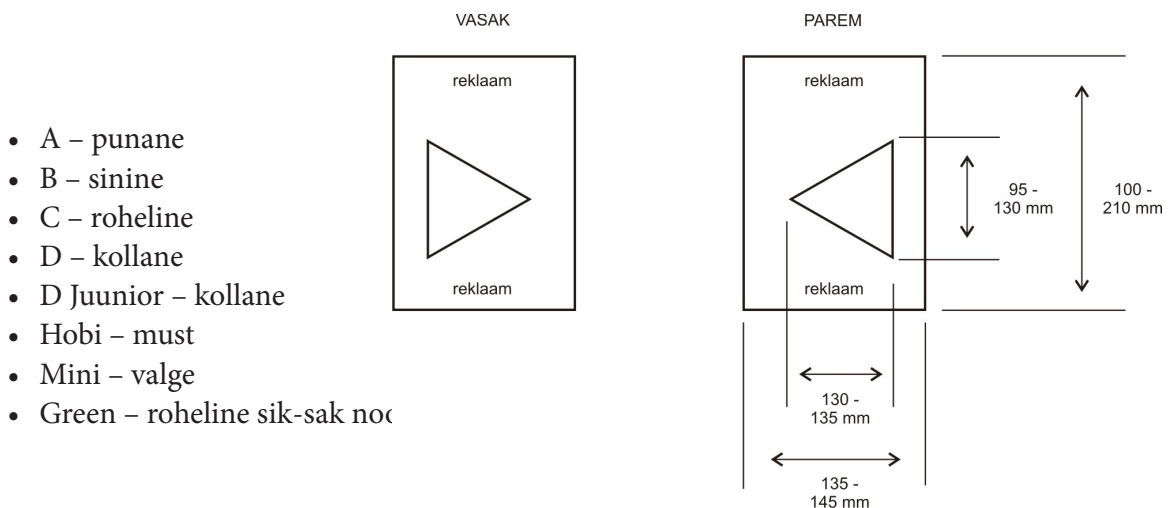 VASAK
PAREM
reklaam
reklaam
• A – punane
• B – sinine
• C – roheline
• D – kollane
• D Juunior – kollane
• Hobi – must
• Mini – valge
• Green – roheline sik-sak
95 -
130 mm
100 -
210 mm
reklaam
reklaam
130 -
135 mm
135 -
145 mm